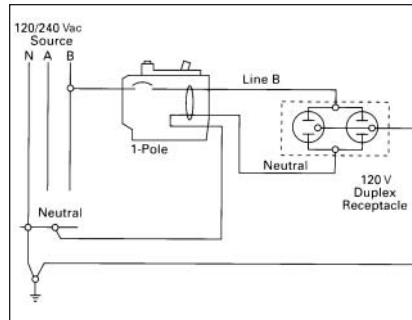 120/240 Vac
Source
N A B
Line B
1-Pole
Neutral
120 V
Duplex
Receptacle
Neutral